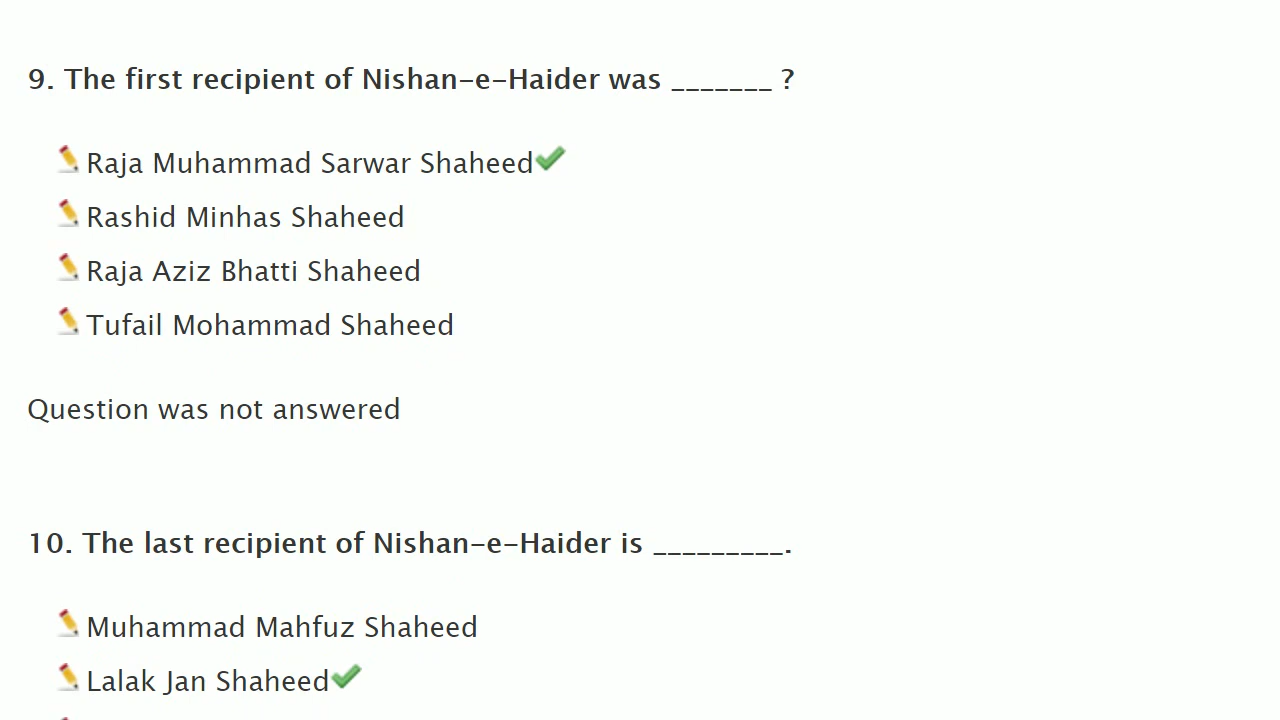 9. The first recipient of Nishan-e-Haider was _______ ?
Raja Muhammad Sarwar Shaheed
Rashid Minhas Shaheed
Raja Aziz Bhatti Shaheed
Tufail Mohammad Shaheed
Question was not answered
10. The last recipient of Nishan-e-Haider is _________.
Muhammad Mahfuz Shaheed
Lalak Jan Shaheed